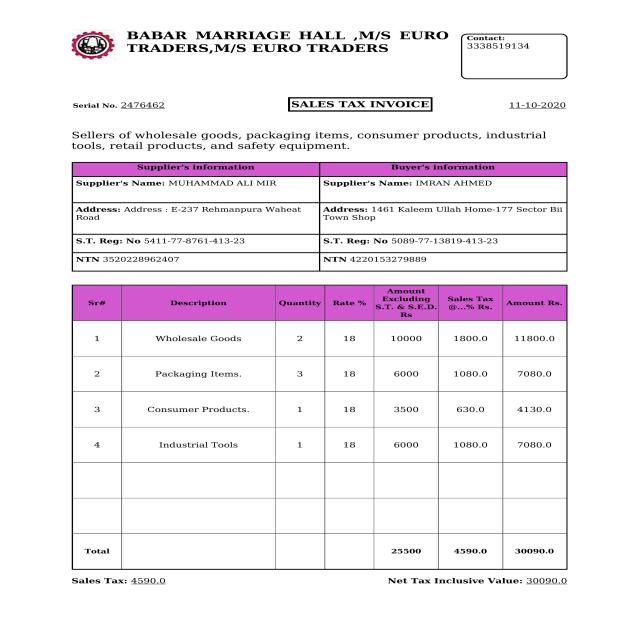 BABAR MARRIAGE HALL ,M/S EURO
TRADERS,M/S EURO TRADERS
Contact:
3338519134
Serial No. 2476462
SALES TAX INVOICE
11-10-2020
Sellers of wholesale goods, packaging items, consumer products, industrial
tools, retail products, and safety equipment.
Supplier's information Buyer's information
Supplier's Name: MUHAMMAD ALI MIR Supplier's Name: IMRAN AHMED
Address: Address : E-237 Rehmanpura Waheat
Road
Address: 1461 Kaleem Ullah Home-177 Sector Bii
Town Shop
S.T. Reg: No 5411-77-8761-413-23 S.T. Reg: No 5089-77-13819-413-23
NTN 3520228962407 NTN 4220153279889
Sr# Description Quantity Rate % Amount Excluding S.T. & S.E.D. Rs Sales Tax @...% Rs. Amount Rs.
1 Wholesale Goods 2 18 10000 1800.0 11800.0
2 Packaging Items. 3 18 6000 1080.0 7080.0
3 Consumer Products. 1 18 3500 630.0 4130.0
4 Industrial Tools 1 18 6000 1080.0 7080.0
Total 25500 4590.0 30090.0
Sales Tax: 4590.0 Net Tax Inclusive Value: 30090.0